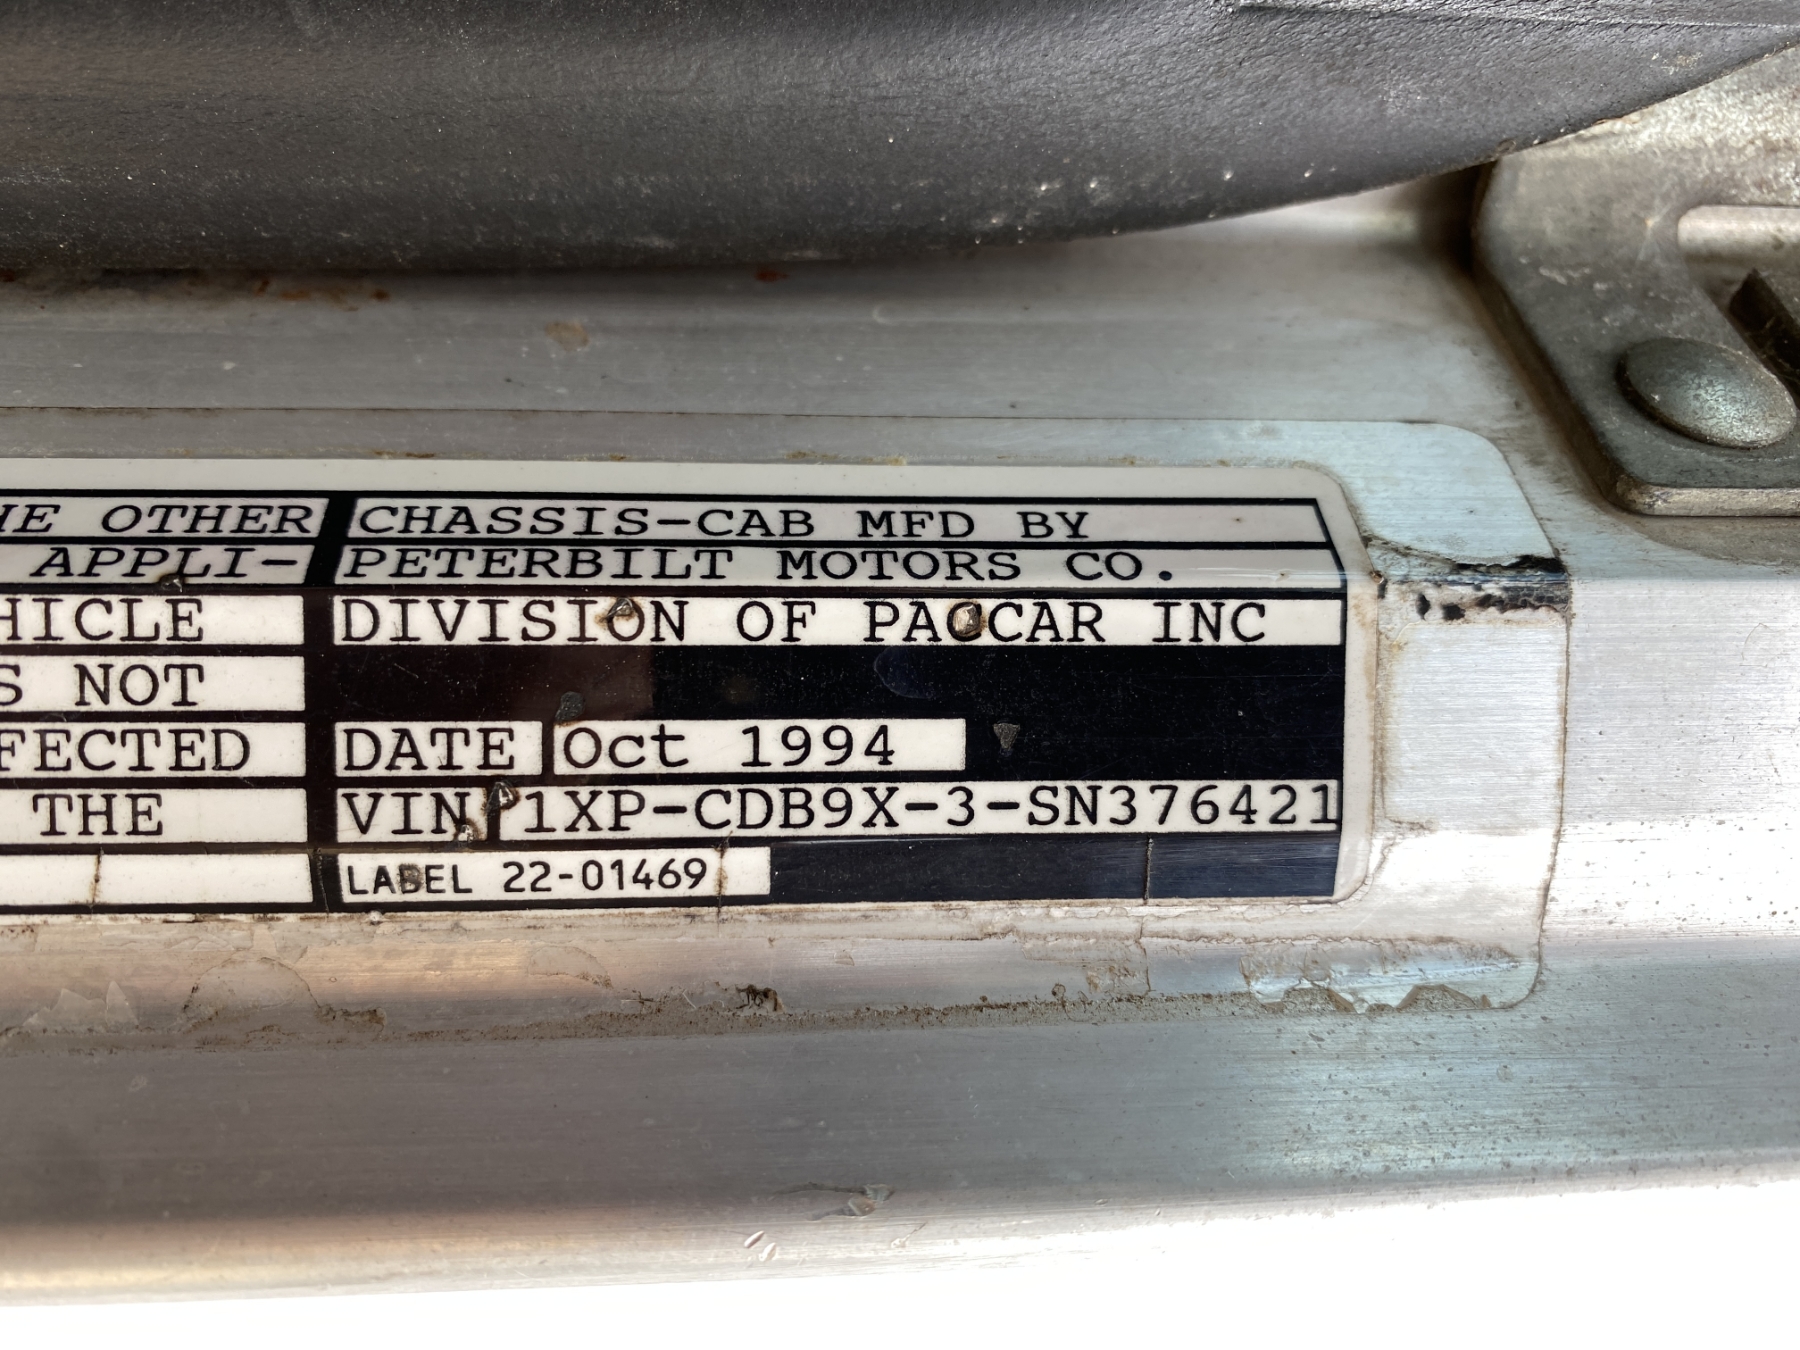 HE OTHER
APPLI-
HICLE
S NOT
FECTED
THE
CHASSIS-CAB MFD BY
PETERBILT MOTORS CO.
DIVISION OF PACCAR INC
DATE Oct 1994
VIN 1XP-CDB9X-3-SN376421
LABEL 22-01469